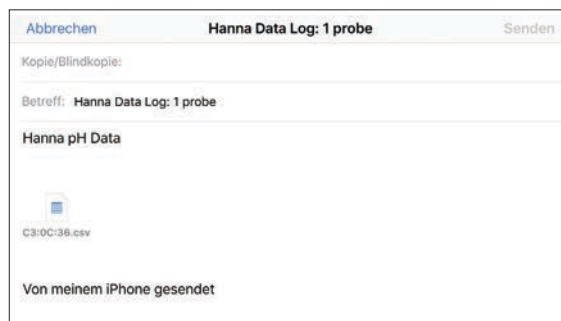 Abbrechen Hanna Data Log: 1 probe Senden
Kopie/Blindkopie:
Betreff: Hanna Data Log: 1 probe
Hanna pH Data
C3:0C:36.csv
Von meinem iPhone gesendet